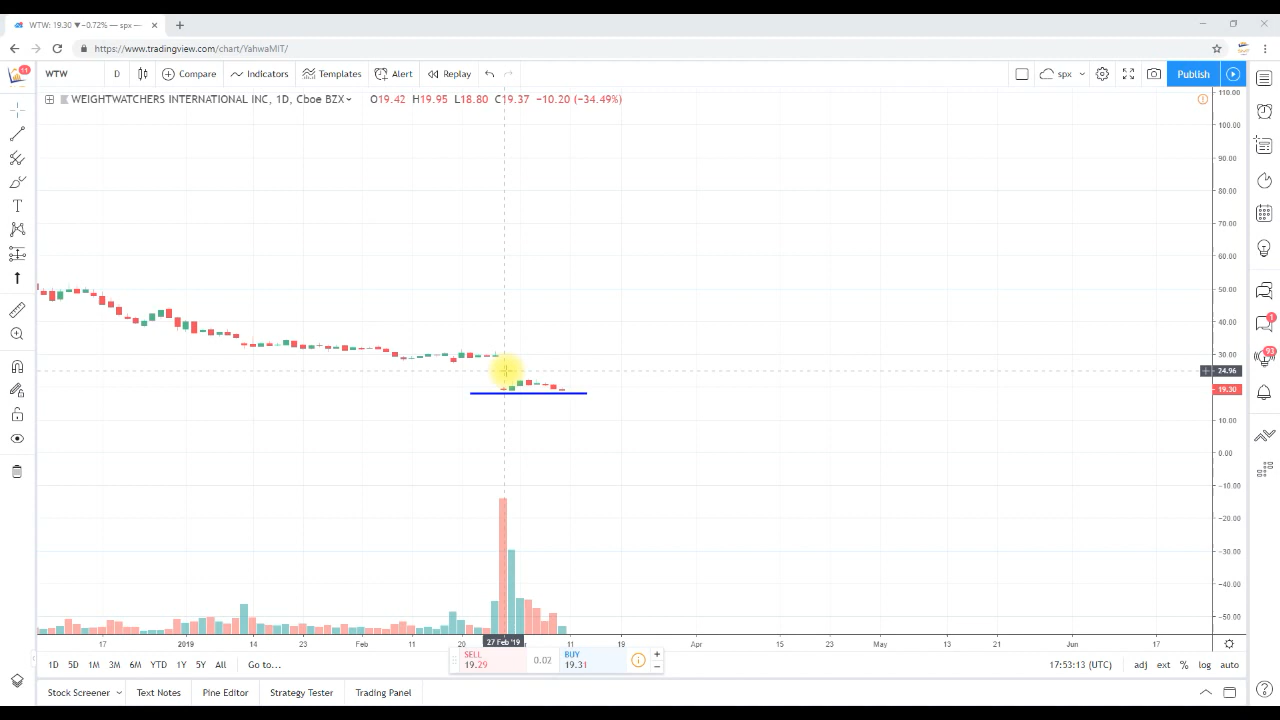 WTW: 19.30 ▼−0.72% — spx —
https://www.tradingview.com/chart/YahwaMIT/
11
WTW D Compare Indicators Templates Alert Replay spx Publish
WEIGHTWATCHERS INTERNATIONAL INC, 1D, Cboe BZX O19.42 H19.95 L18.80 C19.37 −10.20 (−34.49%)
110.00
100.00
90.00
80.00
70.00
60.00
50.00
40.00
1
30.00
93
24.96
19.30
10.00
0.00
−10.00
−20.00
−30.00
−40.00
−50.00
17 2019 14 23 Feb 11 20 27 Feb '19 11 19 Apr 15 23 May 13 21 Jun 17
SELL 19.29 0.02 BUY 19.31
1D 5D 1M 3M 6M YTD 1Y 5Y All Go to... 17:53:13 (UTC) adj ext % log auto
Stock Screener Text Notes Pine Editor Strategy Tester Trading Panel